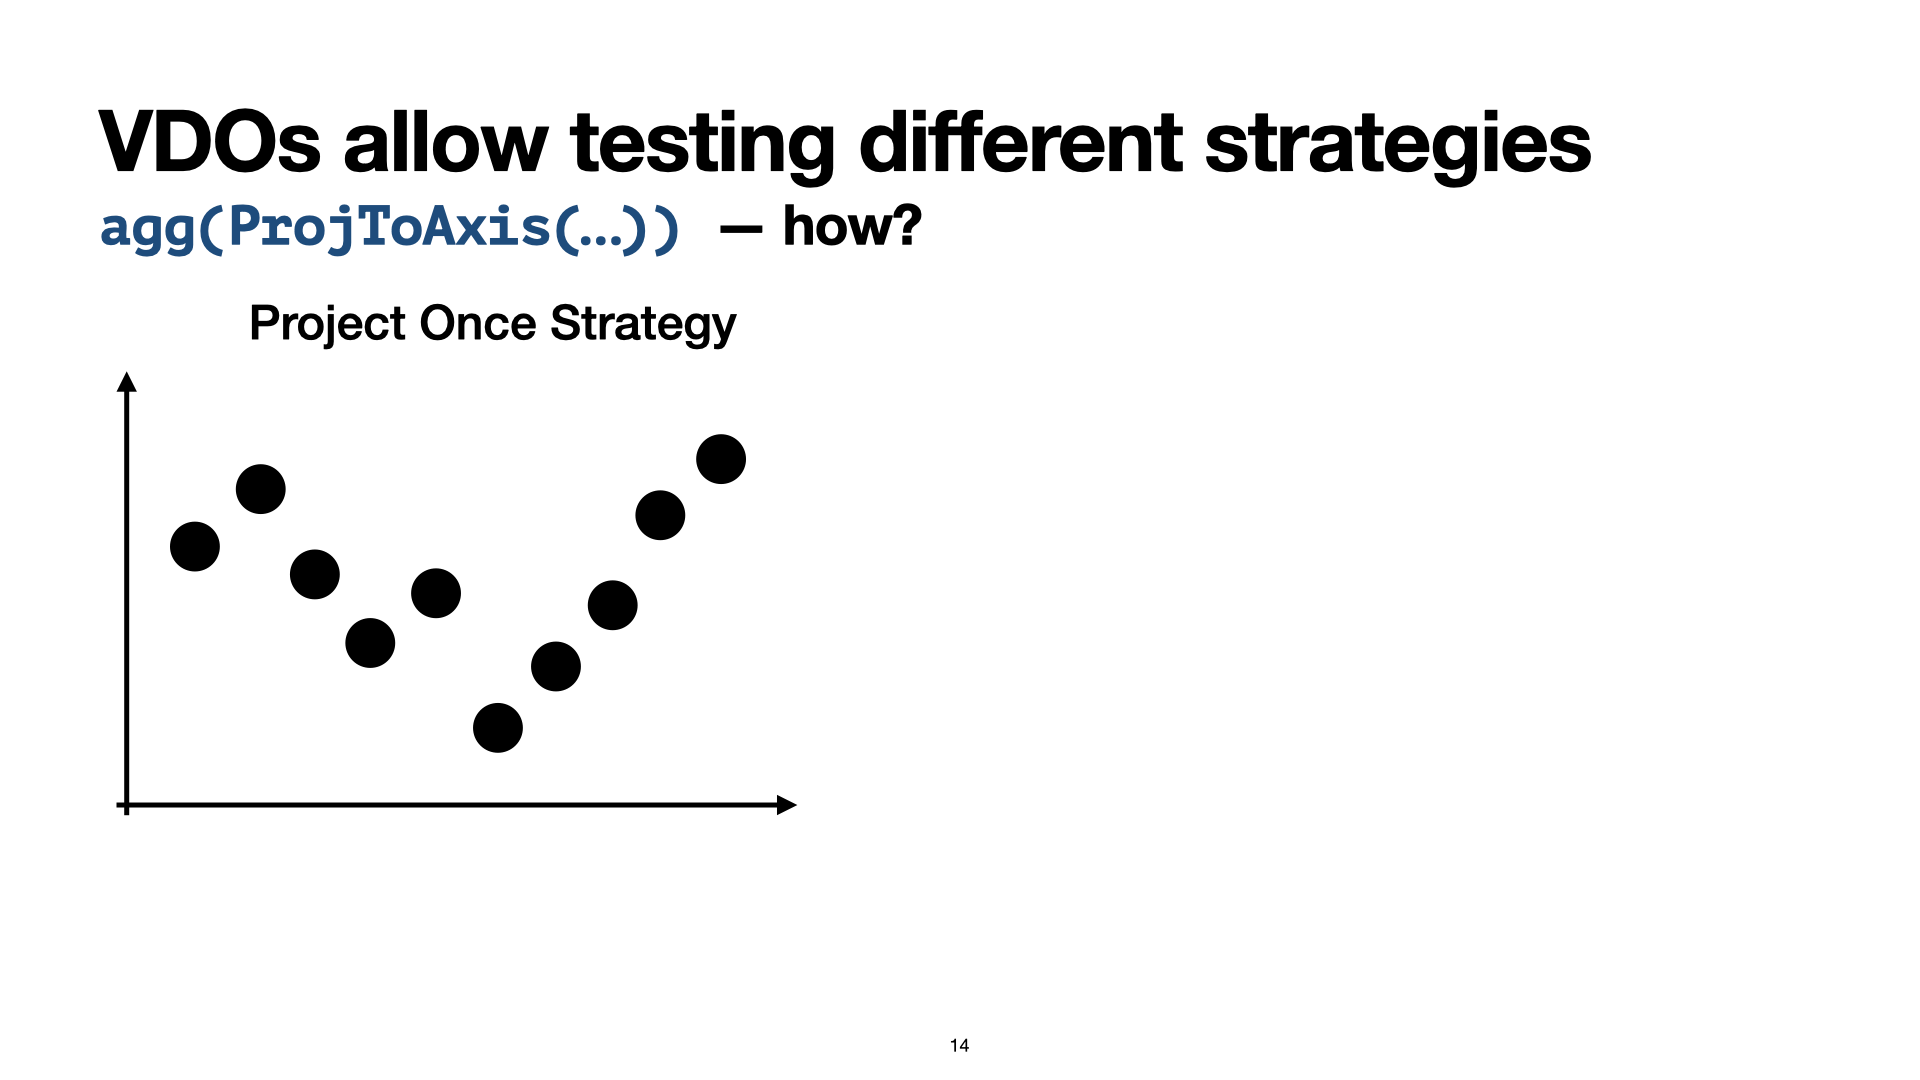 VDOs allow testing different strategies
agg(ProjToAxis(…)) — how?
Project Once Strategy
14